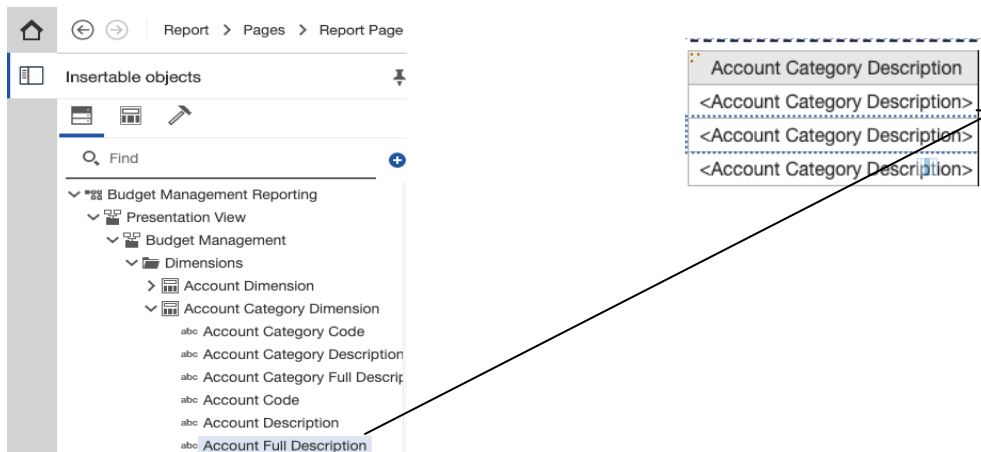 Report > Pages > Report Page
Insertable objects
Find
Budget Management Reporting
Presentation View
Budget Management
Dimensions
Account Dimension
Account Category Dimension
abc Account Category Code
abc Account Category Description
abc Account Category Full Descrip
abc Account Code
abc Account Description
abc Account Full Description
Account Category Description
<Account Category Description>
<Account Category Description>
<Account Category Description>